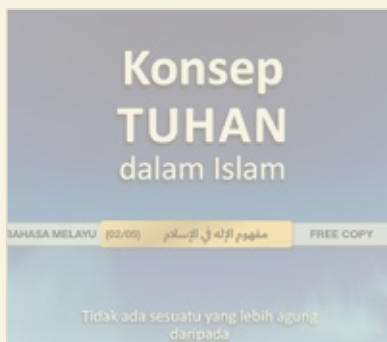 Konsep
TUHAN
dalam Islam
BAHASA MELAYU (02/05) مفهوم الإله في الإسلام FREE COPY
Tidak ada sesuatu yang lebih agung
daripada